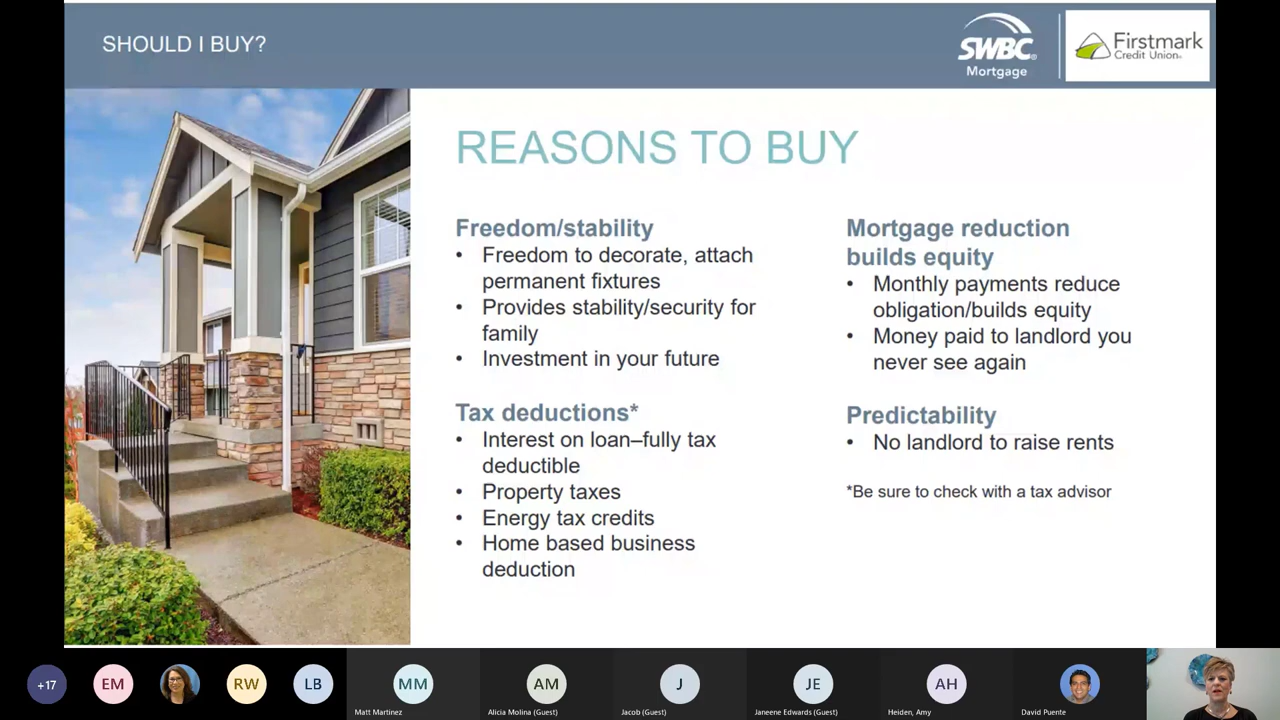 SHOULD I BUY?
SWBC®
Mortgage
Firstmark
Credit Union®
REASONS TO BUY
Freedom/stability
• Freedom to decorate, attach
permanent fixtures
• Provides stability/security for
family
• Investment in your future
Tax deductions*
• Interest on loan–fully tax
deductible
• Property taxes
• Energy tax credits
• Home based business
deduction
Mortgage reduction
builds equity
• Monthly payments reduce
obligation/builds equity
• Money paid to landlord you
never see again
Predictability
• No landlord to raise rents
*Be sure to check with a tax advisor
+17
EM
RW
LB
MM
Matt Martinez
AM
Alicia Molina (Guest)
J
Jacob (Guest)
JE
Janeene Edwards (Guest)
AH
Heiden, Amy
David Puente